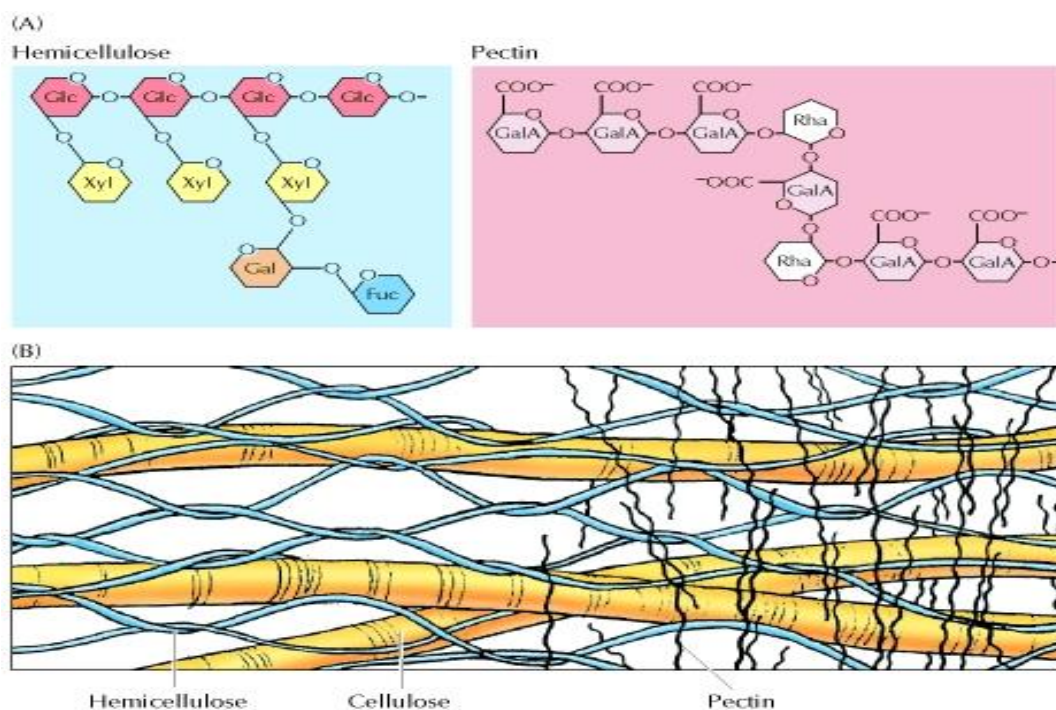 (A)
Hemicellulose
Glc O Glc O Glc O Glc O
O O O
Xyl Xyl Xyl
O
Gal O Fuc
Pectin
COO⁻ COO⁻ COO⁻
GalA O GalA O GalA O Rha O
O
⁻OOC GalA O
O COO⁻ COO⁻
Rha O GalA O GalA O
(B)
Hemicellulose Cellulose Pectin